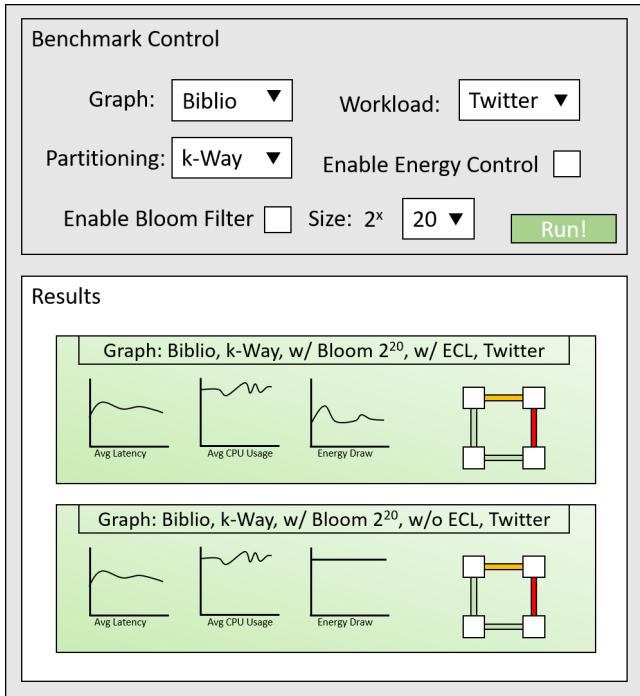 Benchmark Control
Graph: Biblio ▼ Workload: Twitter ▼
Partitioning: k-Way ▼ Enable Energy Control
Enable Bloom Filter Size: 2ˣ 20 ▼ Run!
Results
Graph: Biblio, k-Way, w/ Bloom 2²⁰, w/ ECL, Twitter
Avg Latency Avg CPU Usage Energy Draw
Graph: Biblio, k-Way, w/ Bloom 2²⁰, w/o ECL, Twitter
Avg Latency Avg CPU Usage Energy Draw